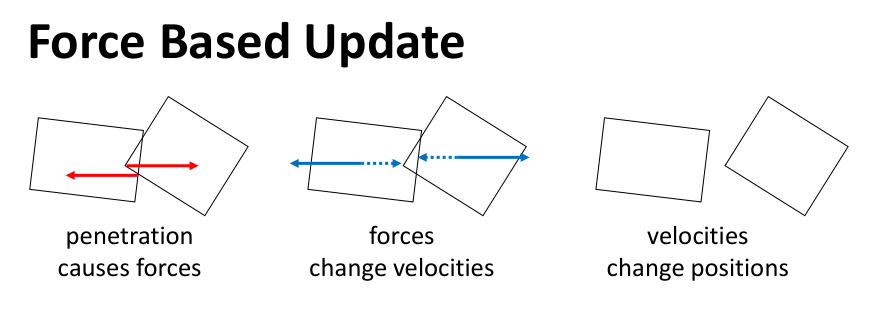 Force Based Update
penetration
causes forces
forces
change velocities
velocities
change positions